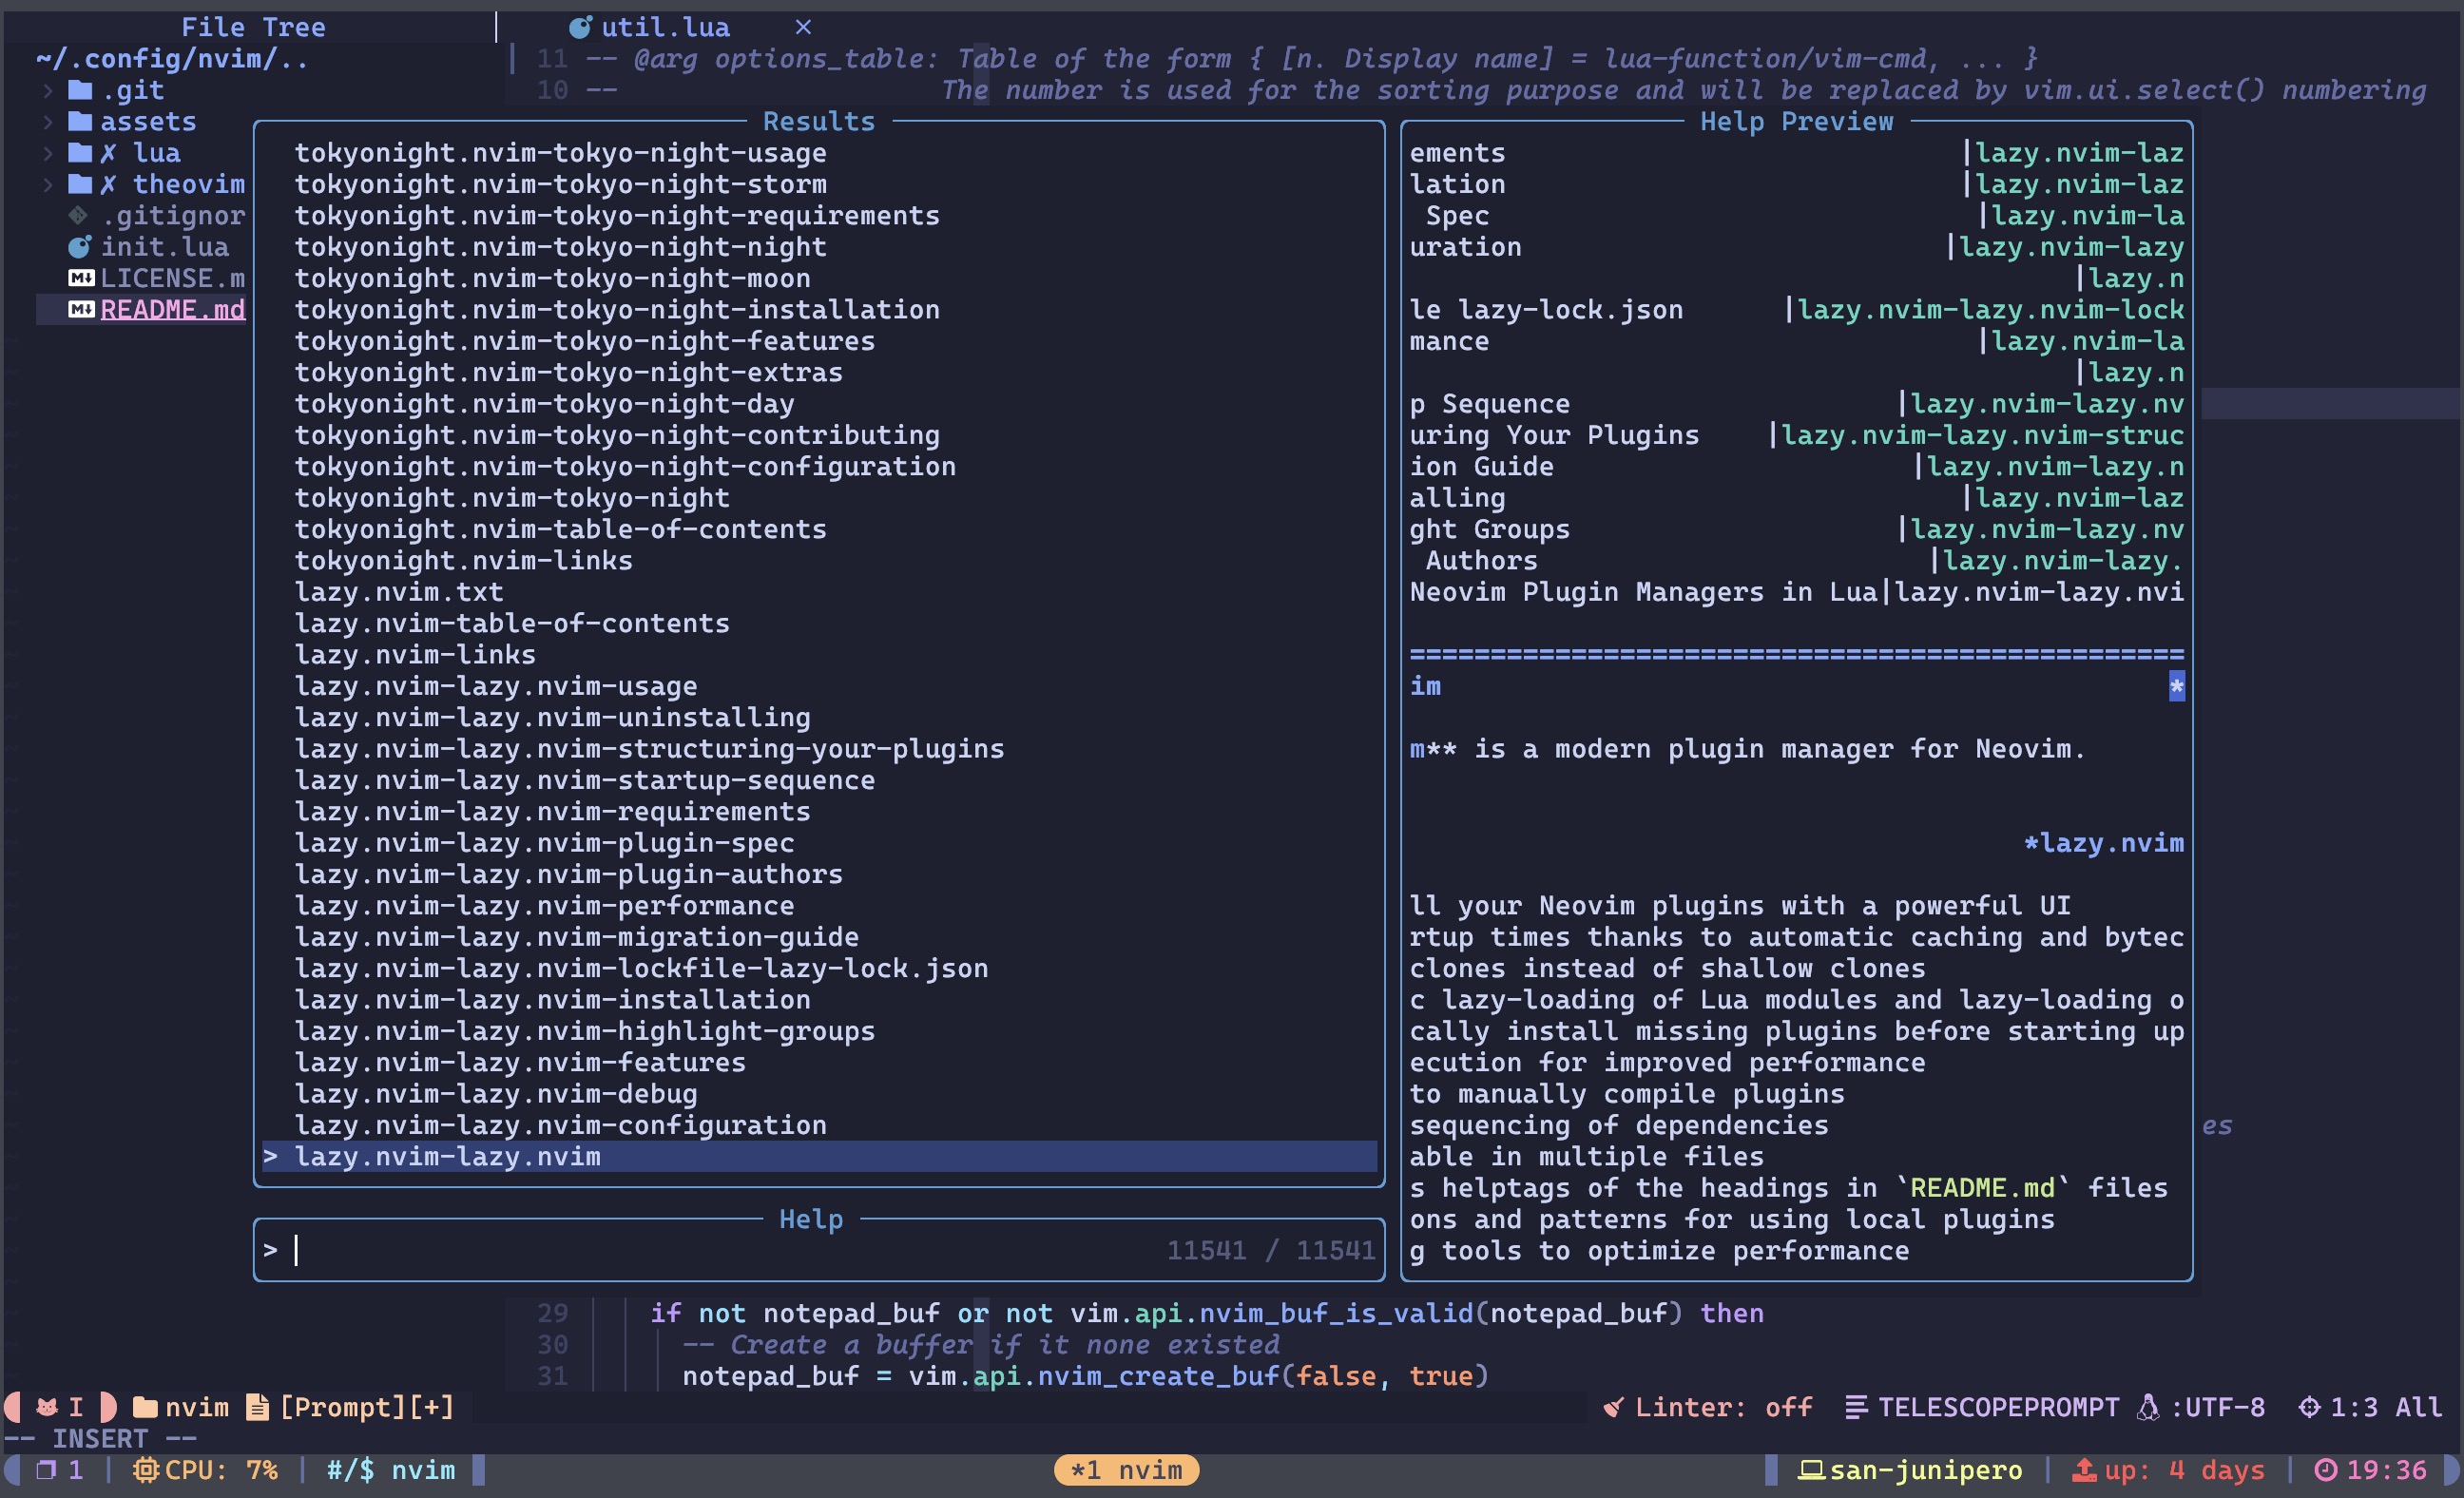 File Tree
util.lua ×
~/.config/nvim/..
.git
assets
✗ lua
✗ theovim
.gitignor
init.lua
LICENSE.m
README.md
11 -- @arg options_table: Table of the form { [n. Display name] = lua-function/vim-cmd, ... }
10 -- The number is used for the sorting purpose and will be replaced by vim.ui.select() numbering
Results
tokyonight.nvim-tokyo-night-usage
tokyonight.nvim-tokyo-night-storm
tokyonight.nvim-tokyo-night-requirements
tokyonight.nvim-tokyo-night-night
tokyonight.nvim-tokyo-night-moon
tokyonight.nvim-tokyo-night-installation
tokyonight.nvim-tokyo-night-features
tokyonight.nvim-tokyo-night-extras
tokyonight.nvim-tokyo-night-day
tokyonight.nvim-tokyo-night-contributing
tokyonight.nvim-tokyo-night-configuration
tokyonight.nvim-tokyo-night
tokyonight.nvim-table-of-contents
tokyonight.nvim-links
lazy.nvim.txt
lazy.nvim-table-of-contents
lazy.nvim-links
lazy.nvim-lazy.nvim-usage
lazy.nvim-lazy.nvim-uninstalling
lazy.nvim-lazy.nvim-structuring-your-plugins
lazy.nvim-lazy.nvim-startup-sequence
lazy.nvim-lazy.nvim-requirements
lazy.nvim-lazy.nvim-plugin-spec
lazy.nvim-lazy.nvim-plugin-authors
lazy.nvim-lazy.nvim-performance
lazy.nvim-lazy.nvim-migration-guide
lazy.nvim-lazy.nvim-lockfile-lazy-lock.json
lazy.nvim-lazy.nvim-installation
lazy.nvim-lazy.nvim-highlight-groups
lazy.nvim-lazy.nvim-features
lazy.nvim-lazy.nvim-debug
lazy.nvim-lazy.nvim-configuration
> lazy.nvim-lazy.nvim
Help
> 11541 / 11541
Help Preview
ements |lazy.nvim-laz
lation |lazy.nvim-laz
Spec |lazy.nvim-la
uration |lazy.nvim-lazy
|lazy.n
le lazy-lock.json |lazy.nvim-lazy.nvim-lock
mance |lazy.nvim-la
|lazy.n
p Sequence |lazy.nvim-lazy.nv
uring Your Plugins |lazy.nvim-lazy.nvim-struc
ion Guide |lazy.nvim-lazy.n
alling |lazy.nvim-laz
ght Groups |lazy.nvim-lazy.nv
Authors |lazy.nvim-lazy.
Neovim Plugin Managers in Lua|lazy.nvim-lazy.nvi
================================================
im *
m** is a modern plugin manager for Neovim.
*lazy.nvim
ll your Neovim plugins with a powerful UI
rtup times thanks to automatic caching and bytec
clones instead of shallow clones
c lazy-loading of Lua modules and lazy-loading o
cally install missing plugins before starting up
ecution for improved performance
to manually compile plugins
sequencing of dependencies
able in multiple files
s helptags of the headings in `README.md` files
ons and patterns for using local plugins
g tools to optimize performance
es
29 if not notepad_buf or not vim.api.nvim_buf_is_valid(notepad_buf) then
30 -- Create a buffer if it none existed
31 notepad_buf = vim.api.nvim_create_buf(false, true)
I nvim [Prompt][+] Linter: off TELESCOPEPROMPT :UTF-8 1:3 All
-- INSERT --
1 | CPU: 7% | #/$ nvim *1 nvim san-junipero | up: 4 days | 19:36